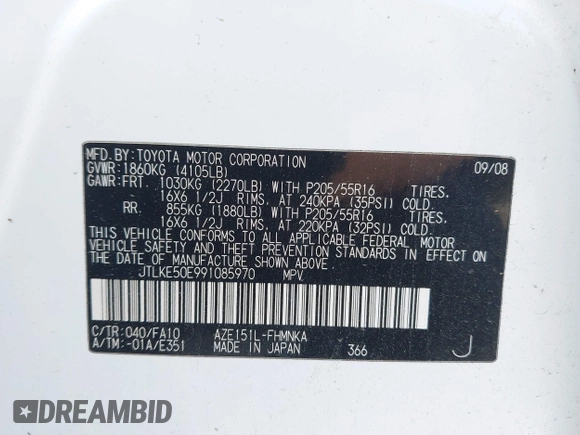 MFD.BY:TOYOTA MOTOR CORPORATION 09/08
GVWR:1860KG (4105LB)
GAWR:FRT. 1030KG (2270LB) WITH P205/55R16 TIRES.
16X6 1/2J RIMS. AT 240KPA (35PSI) COLD.
RR. 855KG (1880LB) WITH P205/55R16 TIRES.
16X6 1/2J RIMS. AT 220KPA (32PSI) COLD.
THIS VEHICLE CONFORMS TO ALL APPLICABLE FEDERAL MOTOR
VEHICLE SAFETY AND THEFT PREVENTION STANDARDS IN EFFECT ON
THE DATE OF MANUFACTURE SHOWN ABOVE.
JTLKE50E991085970 MPV
C/TR:040/FA10 AZE151L-FHMNKA
A/TM:-01A/E351 MADE IN JAPAN 366 J
DREAMBID